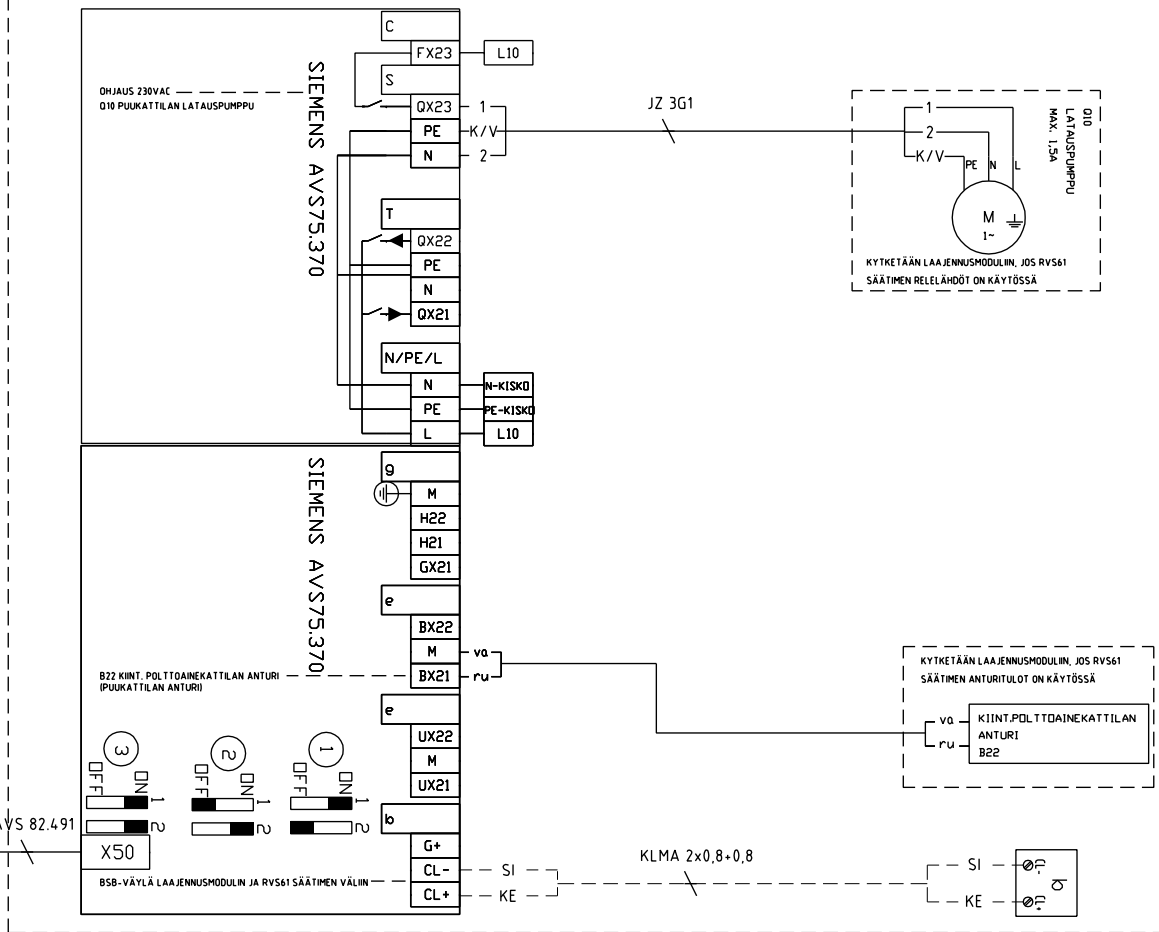 C
FX23
L10
S
OHJAUS 230VAC
Q10 PUUKATTILAN LATAUSPUMPPU
SIEMENS AVS75.370
QX23
1
PE
K/V
N
2
JZ 3G1
1
2
K/V
PE
N
L
M
1~
Q10
LATAUSPUMPPU
MAX. 1,5A
KYTKETÄÄN LAAJENNUSMODULIIN, JOS RVS61
SÄÄTIMEN RELELÄHDÖT ON KÄYTÖSSÄ
T
QX22
PE
N
QX21
N/PE/L
N
N-KISKO
PE
PE-KISKO
L
L10
SIEMENS AVS75.370
g
M
H22
H21
GX21
e
BX22
M
va
BX21
ru
B22 KIINT. POLTTOAINEKATTILAN ANTURI
(PUUKATTILAN ANTURI)
KYTKETÄÄN LAAJENNUSMODULIIN, JOS RVS61
SÄÄTIMEN ANTURITULOT ON KÄYTÖSSÄ
va
ru
KIINT.POLTTOAINEKATTILAN
ANTURI
B22
e
UX22
M
UX21
3
OFF
ON
1
2
2
OFF
ON
1
2
1
OFF
ON
1
2
b
G+
CL-
SI
CL+
KE
AVS 82.491
X50
BSB-VÄYLÄ LAAJENNUSMODULIN JA RVS61 SÄÄTIMEN VÄLIIN
KLMA 2x0,8+0,8
SI
KE
CL-
CL+
b